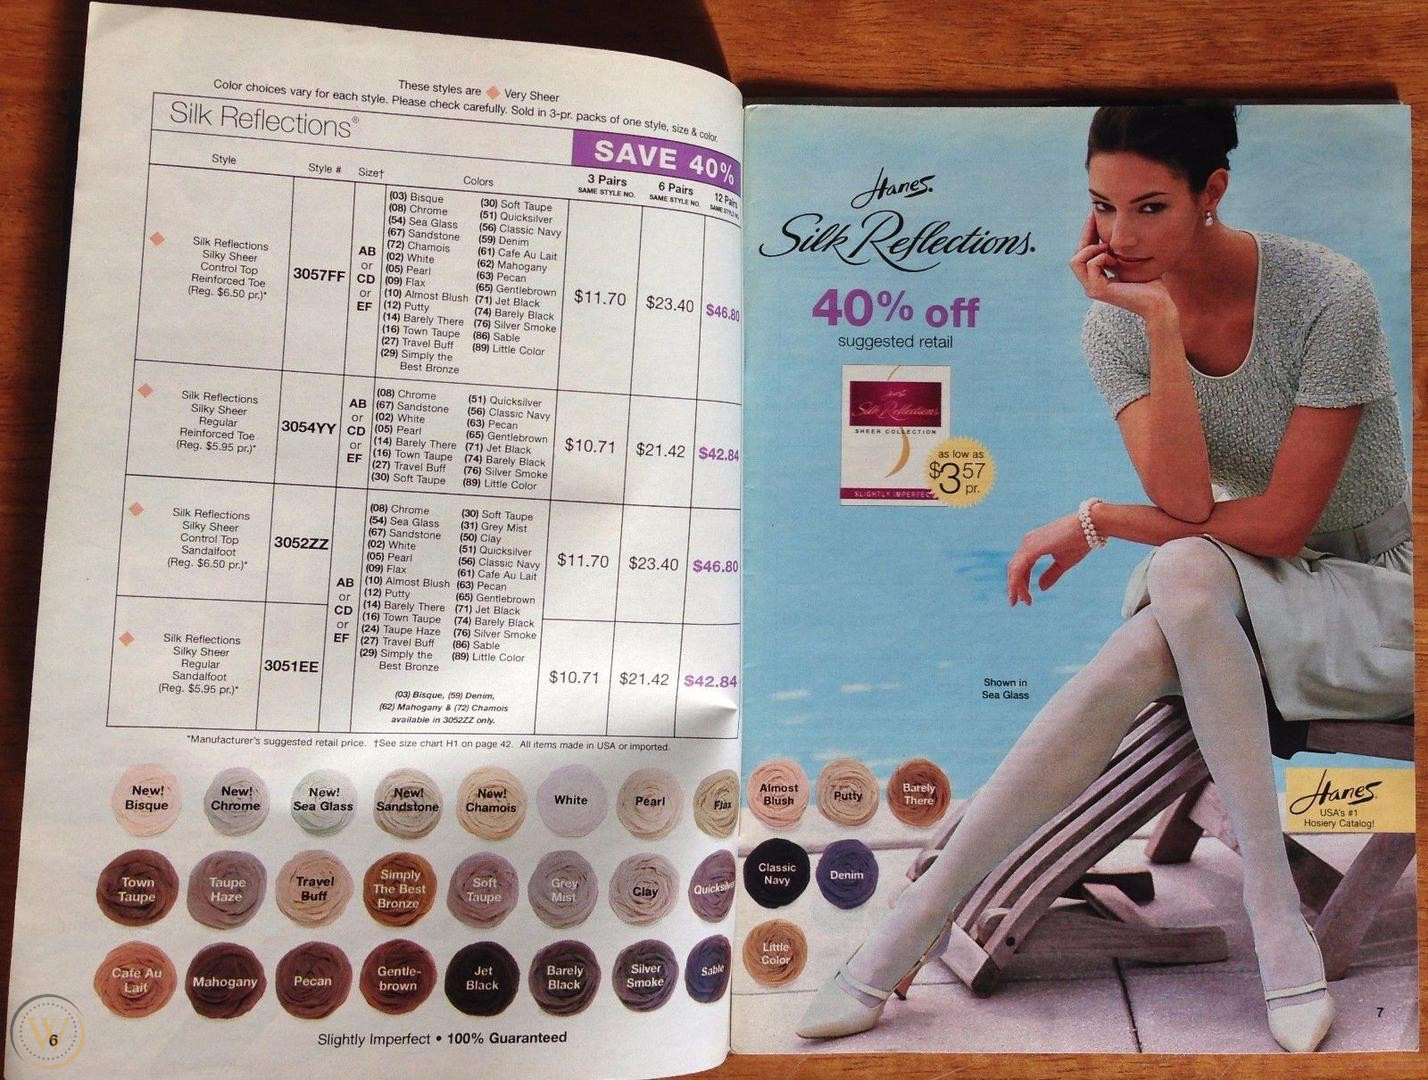 These styles are Very Sheer
Color choices vary for each style. Please check carefully. Sold in 3-pr. packs of one style, size & color.
Silk Reflections®
SAVE 40%
Style
Style #
Size†
Colors
3 Pairs
SAME STYLE NO.
6 Pairs
SAME STYLE NO.
12 Pairs
SAME STYLE NO.
Silk Reflections
Silky Sheer
Control Top
Reinforced Toe
(Reg. $6.50 pr.)*
3057FF
AB
or
CD
or
EF
(03) Bisque
(08) Chrome
(54) Sea Glass
(67) Sandstone
(72) Chamois
(02) White
(05) Pearl
(09) Flax
(10) Almost Blush
(12) Putty
(14) Barely There
(16) Town Taupe
(27) Travel Buff
(29) Simply the
Best Bronze
(30) Soft Taupe
(51) Quicksilver
(56) Classic Navy
(59) Denim
(61) Cafe Au Lait
(62) Mahogany
(63) Pecan
(65) Gentlebrown
(71) Jet Black
(74) Barely Black
(76) Silver Smoke
(86) Sable
(89) Little Color
$11.70
$23.40
$46.80
Silk Reflections
Silky Sheer
Regular
Reinforced Toe
(Reg. $5.95 pr.)*
3054YY
AB
or
CD
or
EF
(08) Chrome
(67) Sandstone
(02) White
(05) Pearl
(14) Barely There
(16) Town Taupe
(27) Travel Buff
(30) Soft Taupe
(51) Quicksilver
(56) Classic Navy
(63) Pecan
(65) Gentlebrown
(71) Jet Black
(74) Barely Black
(76) Silver Smoke
(89) Little Color
$10.71
$21.42
$42.84
Silk Reflections
Silky Sheer
Control Top
Sandalfoot
(Reg. $6.50 pr.)*
3052ZZ
AB
or
CD
or
EF
(08) Chrome
(54) Sea Glass
(67) Sandstone
(02) White
(05) Pearl
(09) Flax
(10) Almost Blush
(12) Putty
(14) Barely There
(16) Town Taupe
(24) Taupe Haze
(27) Travel Buff
(29) Simply the
Best Bronze
(30) Soft Taupe
(31) Grey Mist
(50) Clay
(51) Quicksilver
(56) Classic Navy
(61) Cafe Au Lait
(63) Pecan
(65) Gentlebrown
(71) Jet Black
(74) Barely Black
(76) Silver Smoke
(86) Sable
(89) Little Color
(03) Bisque, (59) Denim,
(62) Mahogany & (72) Chamois
available in 3052ZZ only.
$11.70
$23.40
$46.80
Silk Reflections
Silky Sheer
Regular
Sandalfoot
(Reg. $5.95 pr.)*
3051EE
$10.71
$21.42
$42.84
*Manufacturer's suggested retail price. †See size chart H1 on page 42. All items made in USA or imported.
New!
Bisque
New!
Chrome
New!
Sea Glass
New!
Sandstone
New!
Chamois
White
Pearl
Flax
Town
Taupe
Taupe
Haze
Travel
Buff
Simply
The Best
Bronze
Soft
Taupe
Grey
Mist
Clay
Quicksilver
Cafe Au
Lait
Mahogany
Pecan
Gentle-
brown
Jet
Black
Barely
Black
Silver
Smoke
Sable
Slightly Imperfect • 100% Guaranteed
W
6
Hanes.
Silk Reflections.
40% off
suggested retail
Hanes
Silk Reflections
SHEER COLLECTION
SLIGHTLY IMPERFEC
as low as
$3 57
pr.
Shown in
Sea Glass
Almost
Blush
Putty
Barely
There
Classic
Navy
Denim
Little
Color
Hanes.
USA's #1
Hosiery Catalog!
7